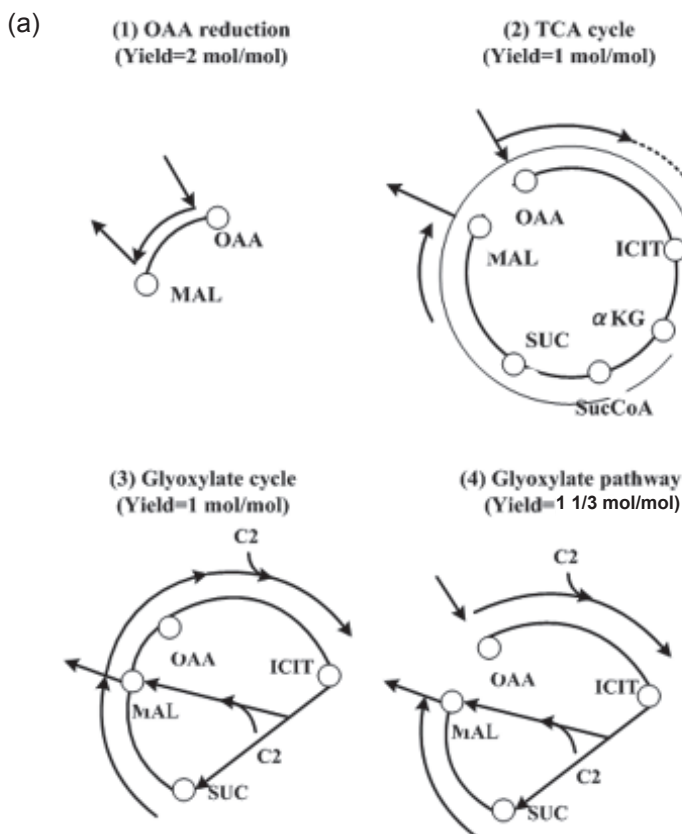 (a)
(1) OAA reduction
(Yield=2 mol/mol)
OAA
MAL
(2) TCA cycle
(Yield=1 mol/mol)
OAA
MAL
ICIT
αKG
SUC
SucCoA
(3) Glyoxylate cycle
(Yield=1 mol/mol)
C2
OAA
ICIT
MAL
C2
SUC
(4) Glyoxylate pathway
(Yield=1 1/3 mol/mol)
C2
OAA
ICIT
MAL
C2
SUC